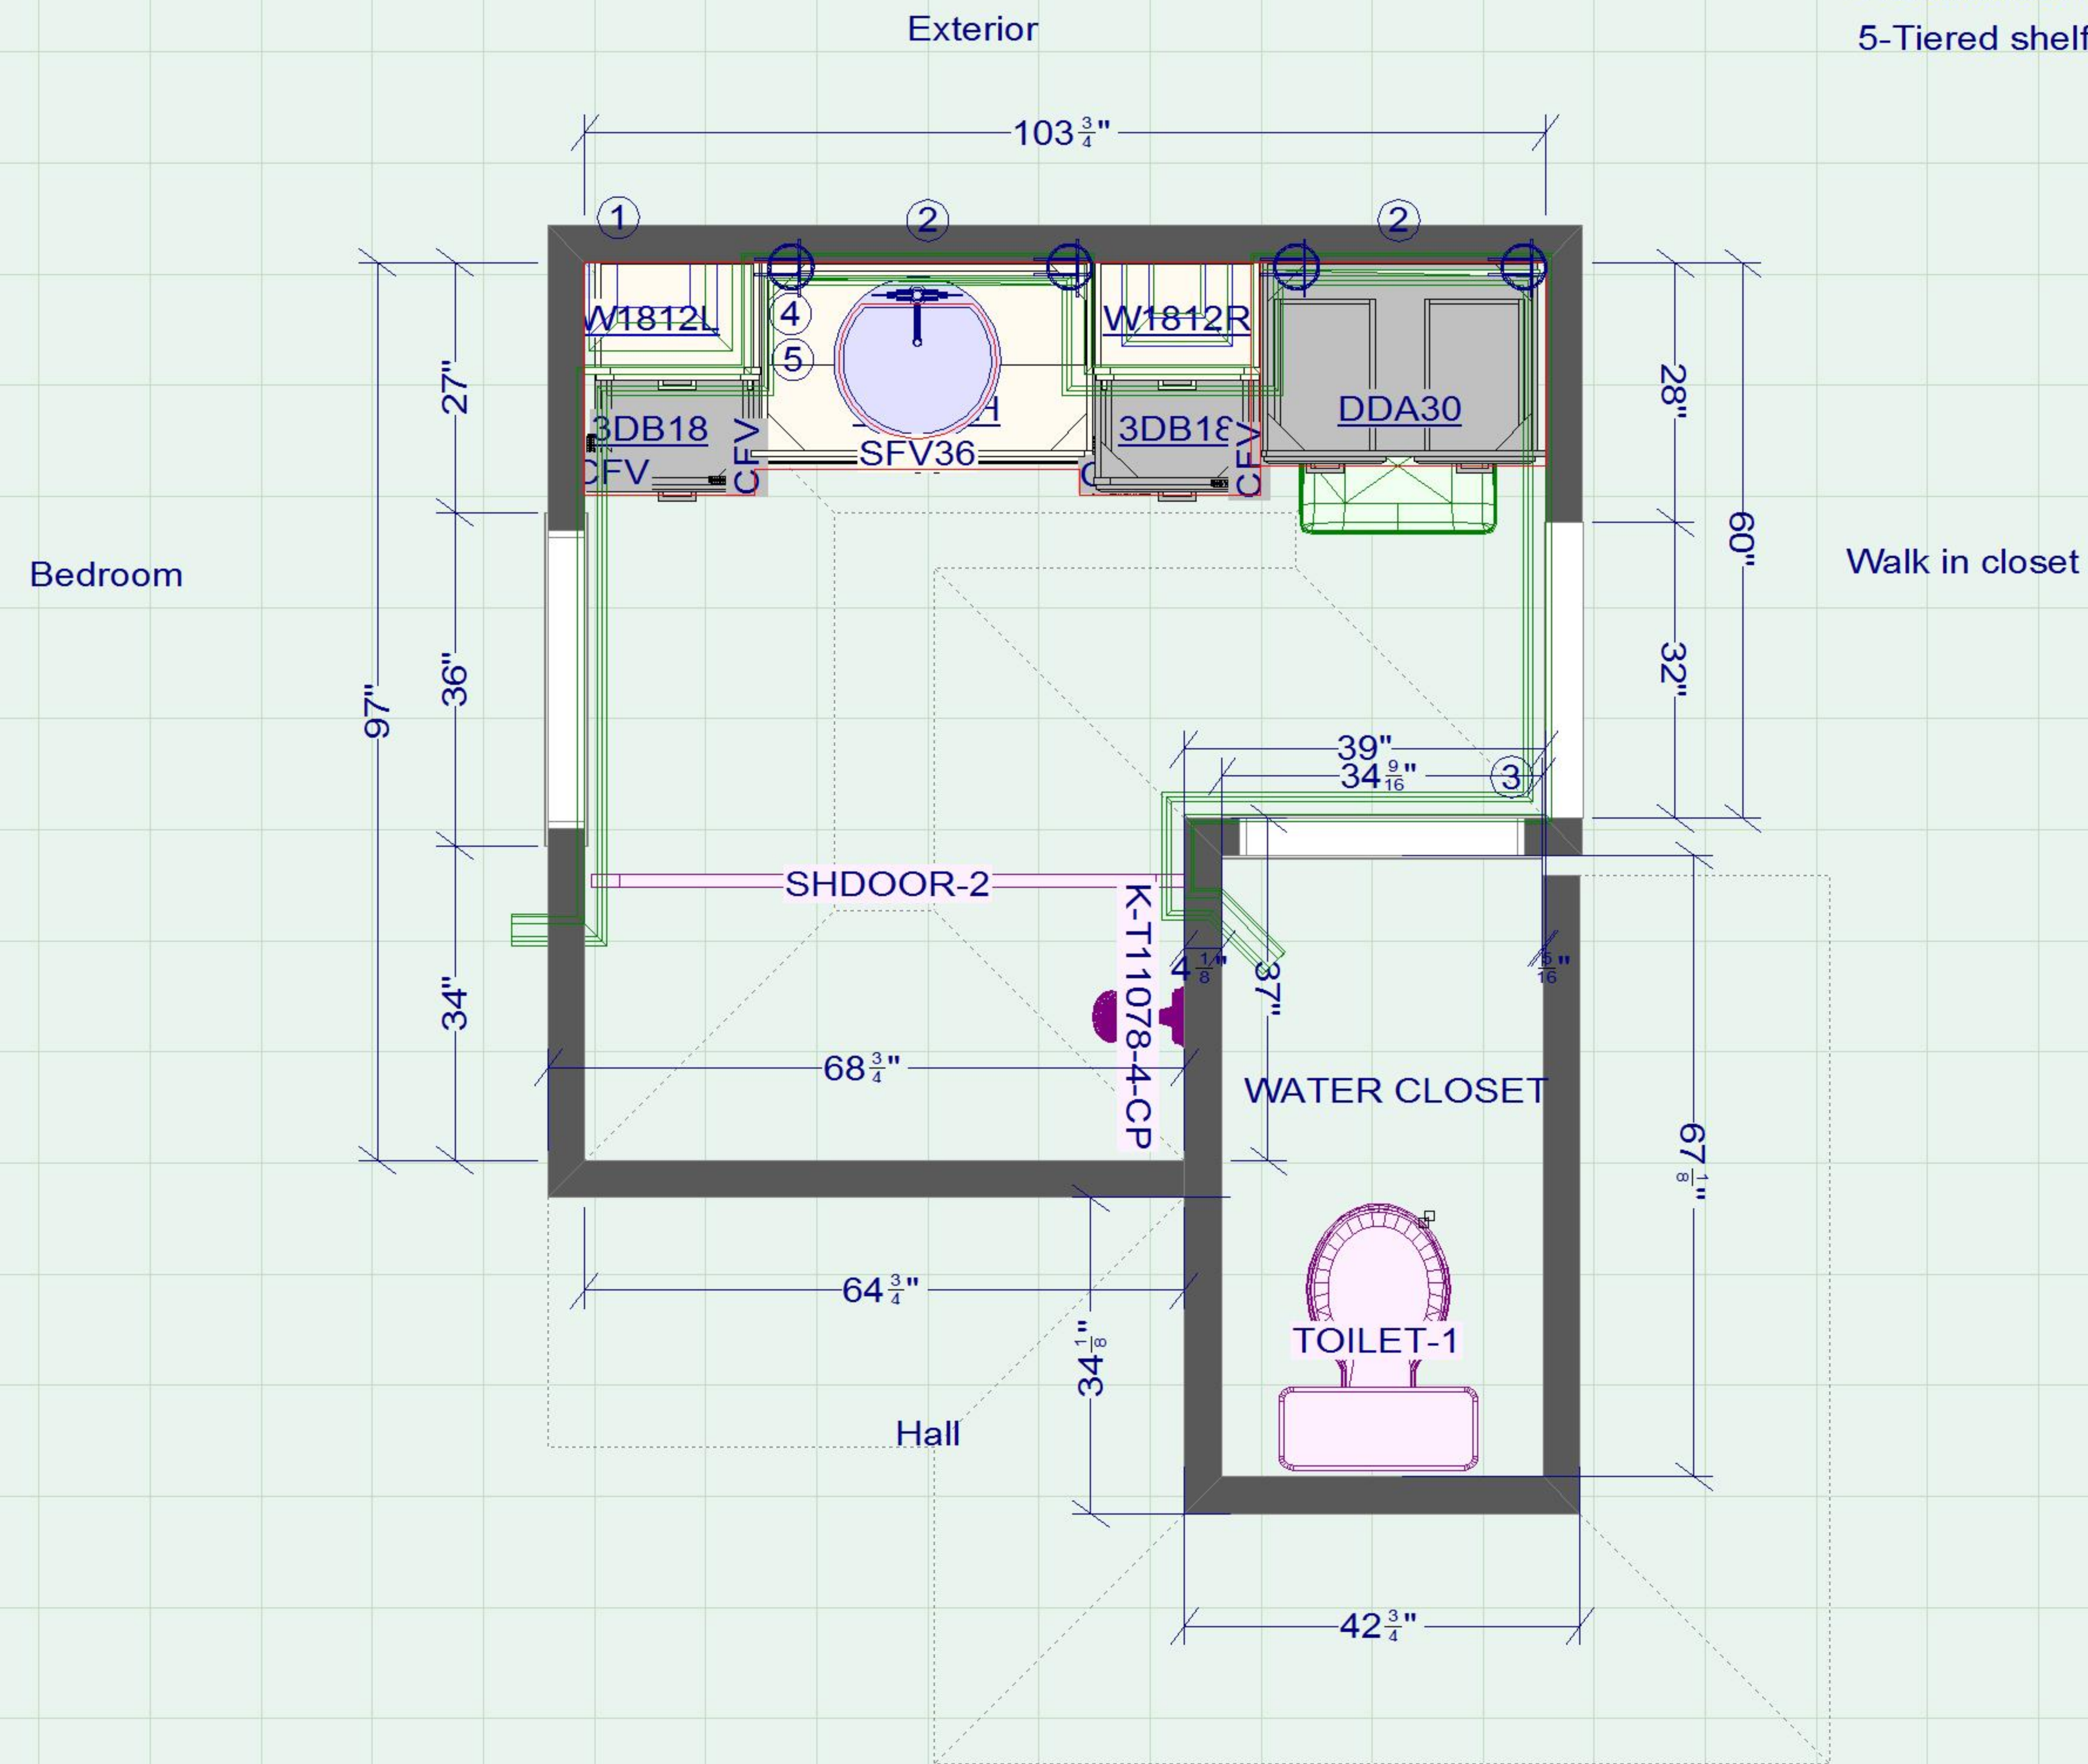 Exterior
5-Tiered shelf
103 3/4"
1
2
2
W1812L
4
W1812R
5
27"
28"
3DB18
H
3DB18
DDA30
CFV
CFV
SFV36
C
CFV
60"
Bedroom
Walk in closet
97"
36"
32"
39"
34 9/16"
3
SHDOOR-2
K-T11078-4-CP
4 1/8"
37"
34"
68 3/4"
WATER CLOSET
67 1/8"
64 3/4"
34 1/8"
TOILET-1
Hall
42 3/4"